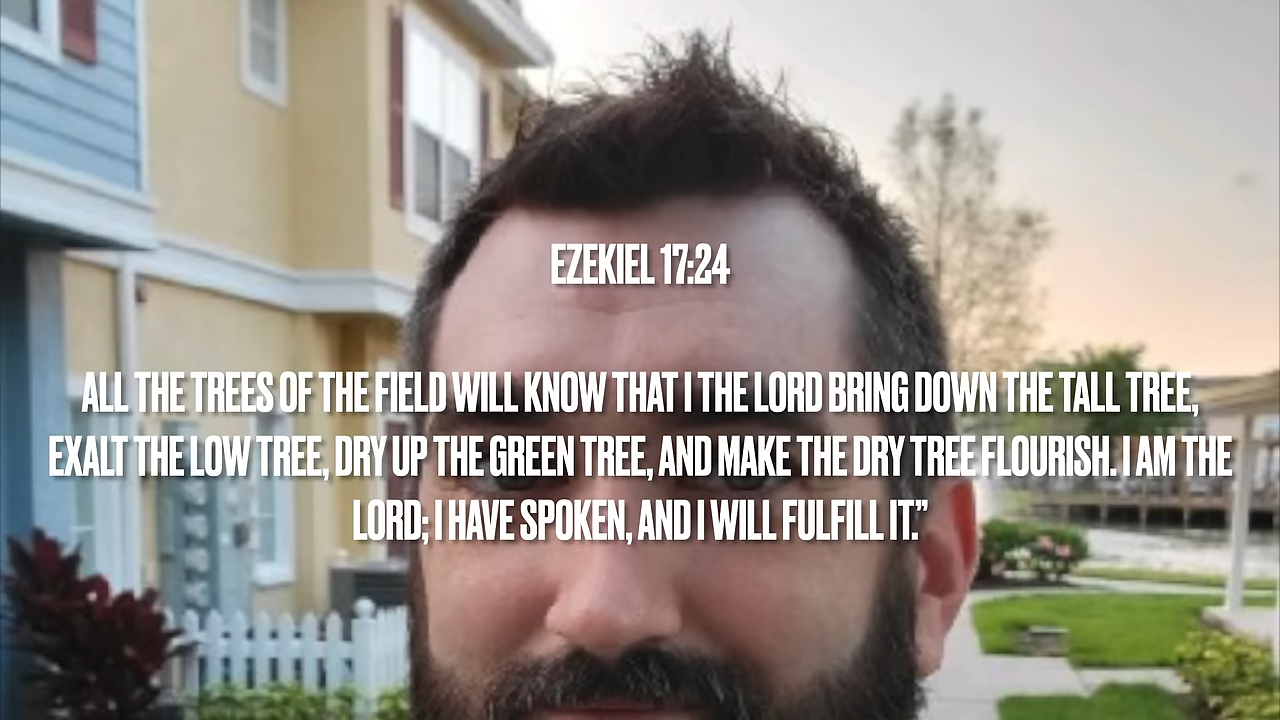 EZEKIEL 17:24
ALL THE TREES OF THE FIELD WILL KNOW THAT I THE LORD BRING DOWN THE TALL TREE,
EXALT THE LOW TREE, DRY UP THE GREEN TREE, AND MAKE THE DRY TREE FLOURISH. I AM THE
LORD; I HAVE SPOKEN, AND I WILL FULFILL IT.”